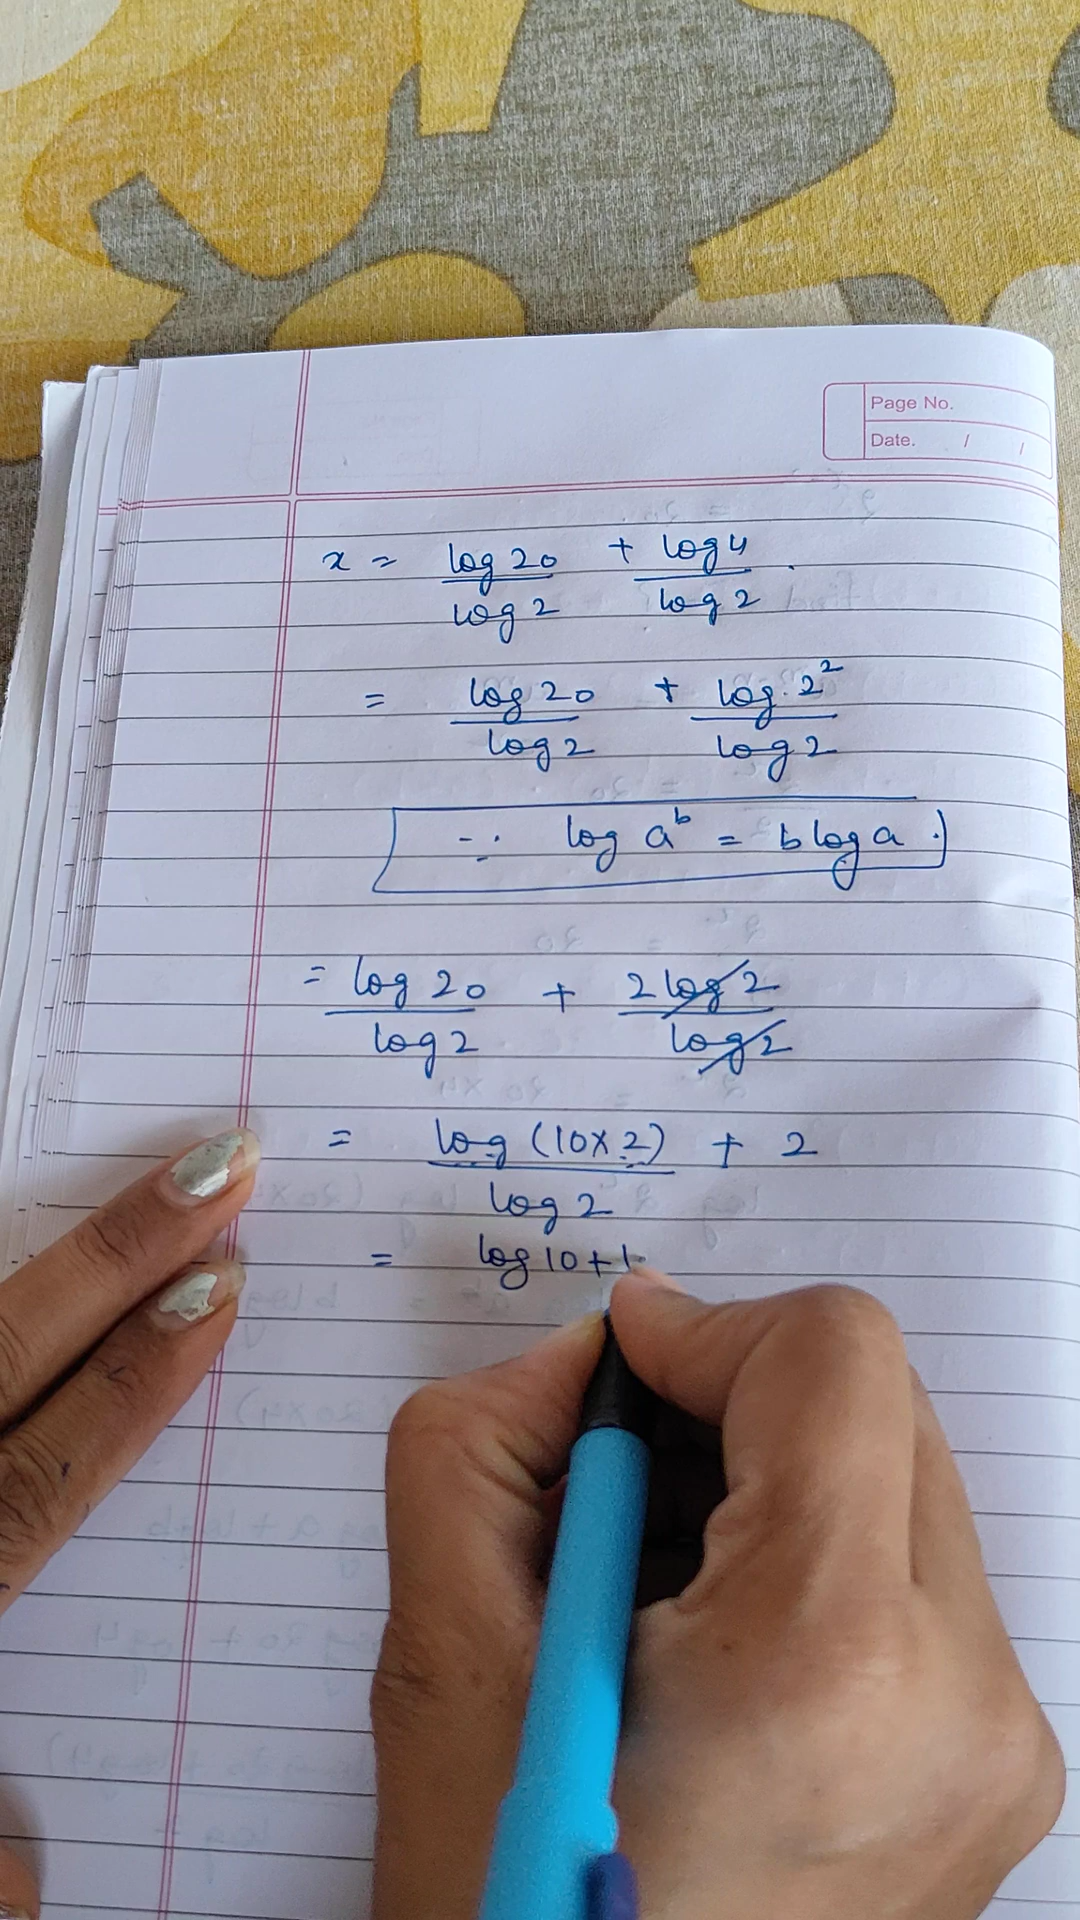 Page No.
Date. / /
x = log 20 / log 2 + log 4 / log 2 .
= log 20 / log 2 + log. 2² / log 2
∵ log a^b = b log a .
= log 20 / log 2 + 2 log 2 / log 2
= log (10×2) / log 2 + 2
= log 10 +